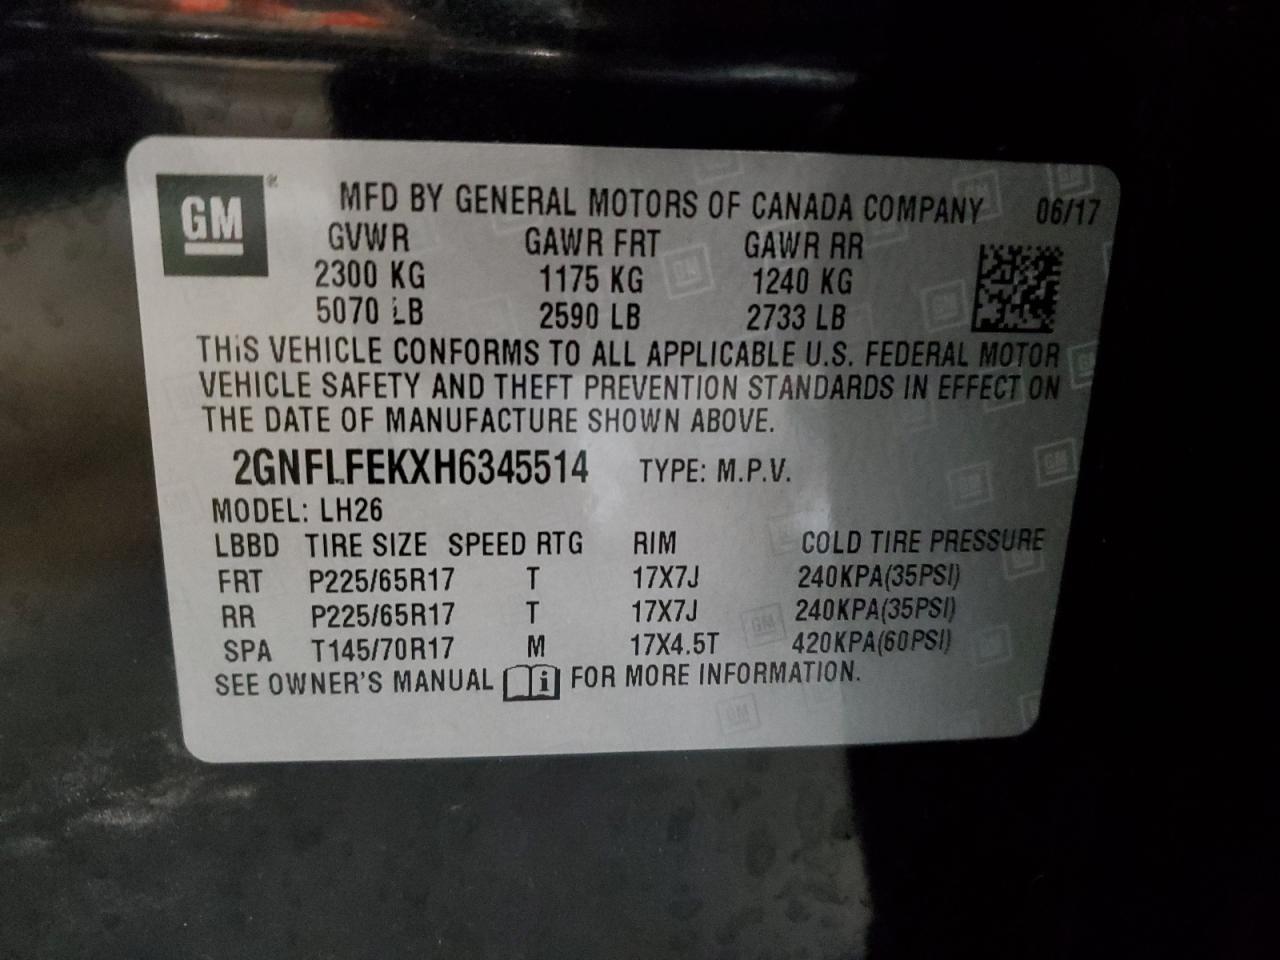 GM ® MFD BY GENERAL MOTORS OF CANADA COMPANY 06/17
GVWR GAWR FRT GAWR RR
2300 KG 1175 KG 1240 KG
5070 LB 2590 LB 2733 LB
THiS VEHICLE CONFORMS TO ALL APPLICABLE U.S. FEDERAL MOTOR
VEHICLE SAFETY AND THEFT PREVENTION STANDARDS IN EFFECT ON
THE DATE OF MANUFACTURE SHOWN ABOVE.
2GNFLFEKXH6345514 TYPE: M.P.V.
MODEL: LH26
LBBD TIRE SIZE SPEED RTG RIM COLD TIRE PRESSURE
FRT P225/65R17 T 17X7J 240KPA(35PSI)
RR P225/65R17 T 17X7J 240KPA(35PSI)
SPA T145/70R17 M 17X4.5T 420KPA(60PSI)
SEE OWNER'S MANUAL i FOR MORE INFORMATION.